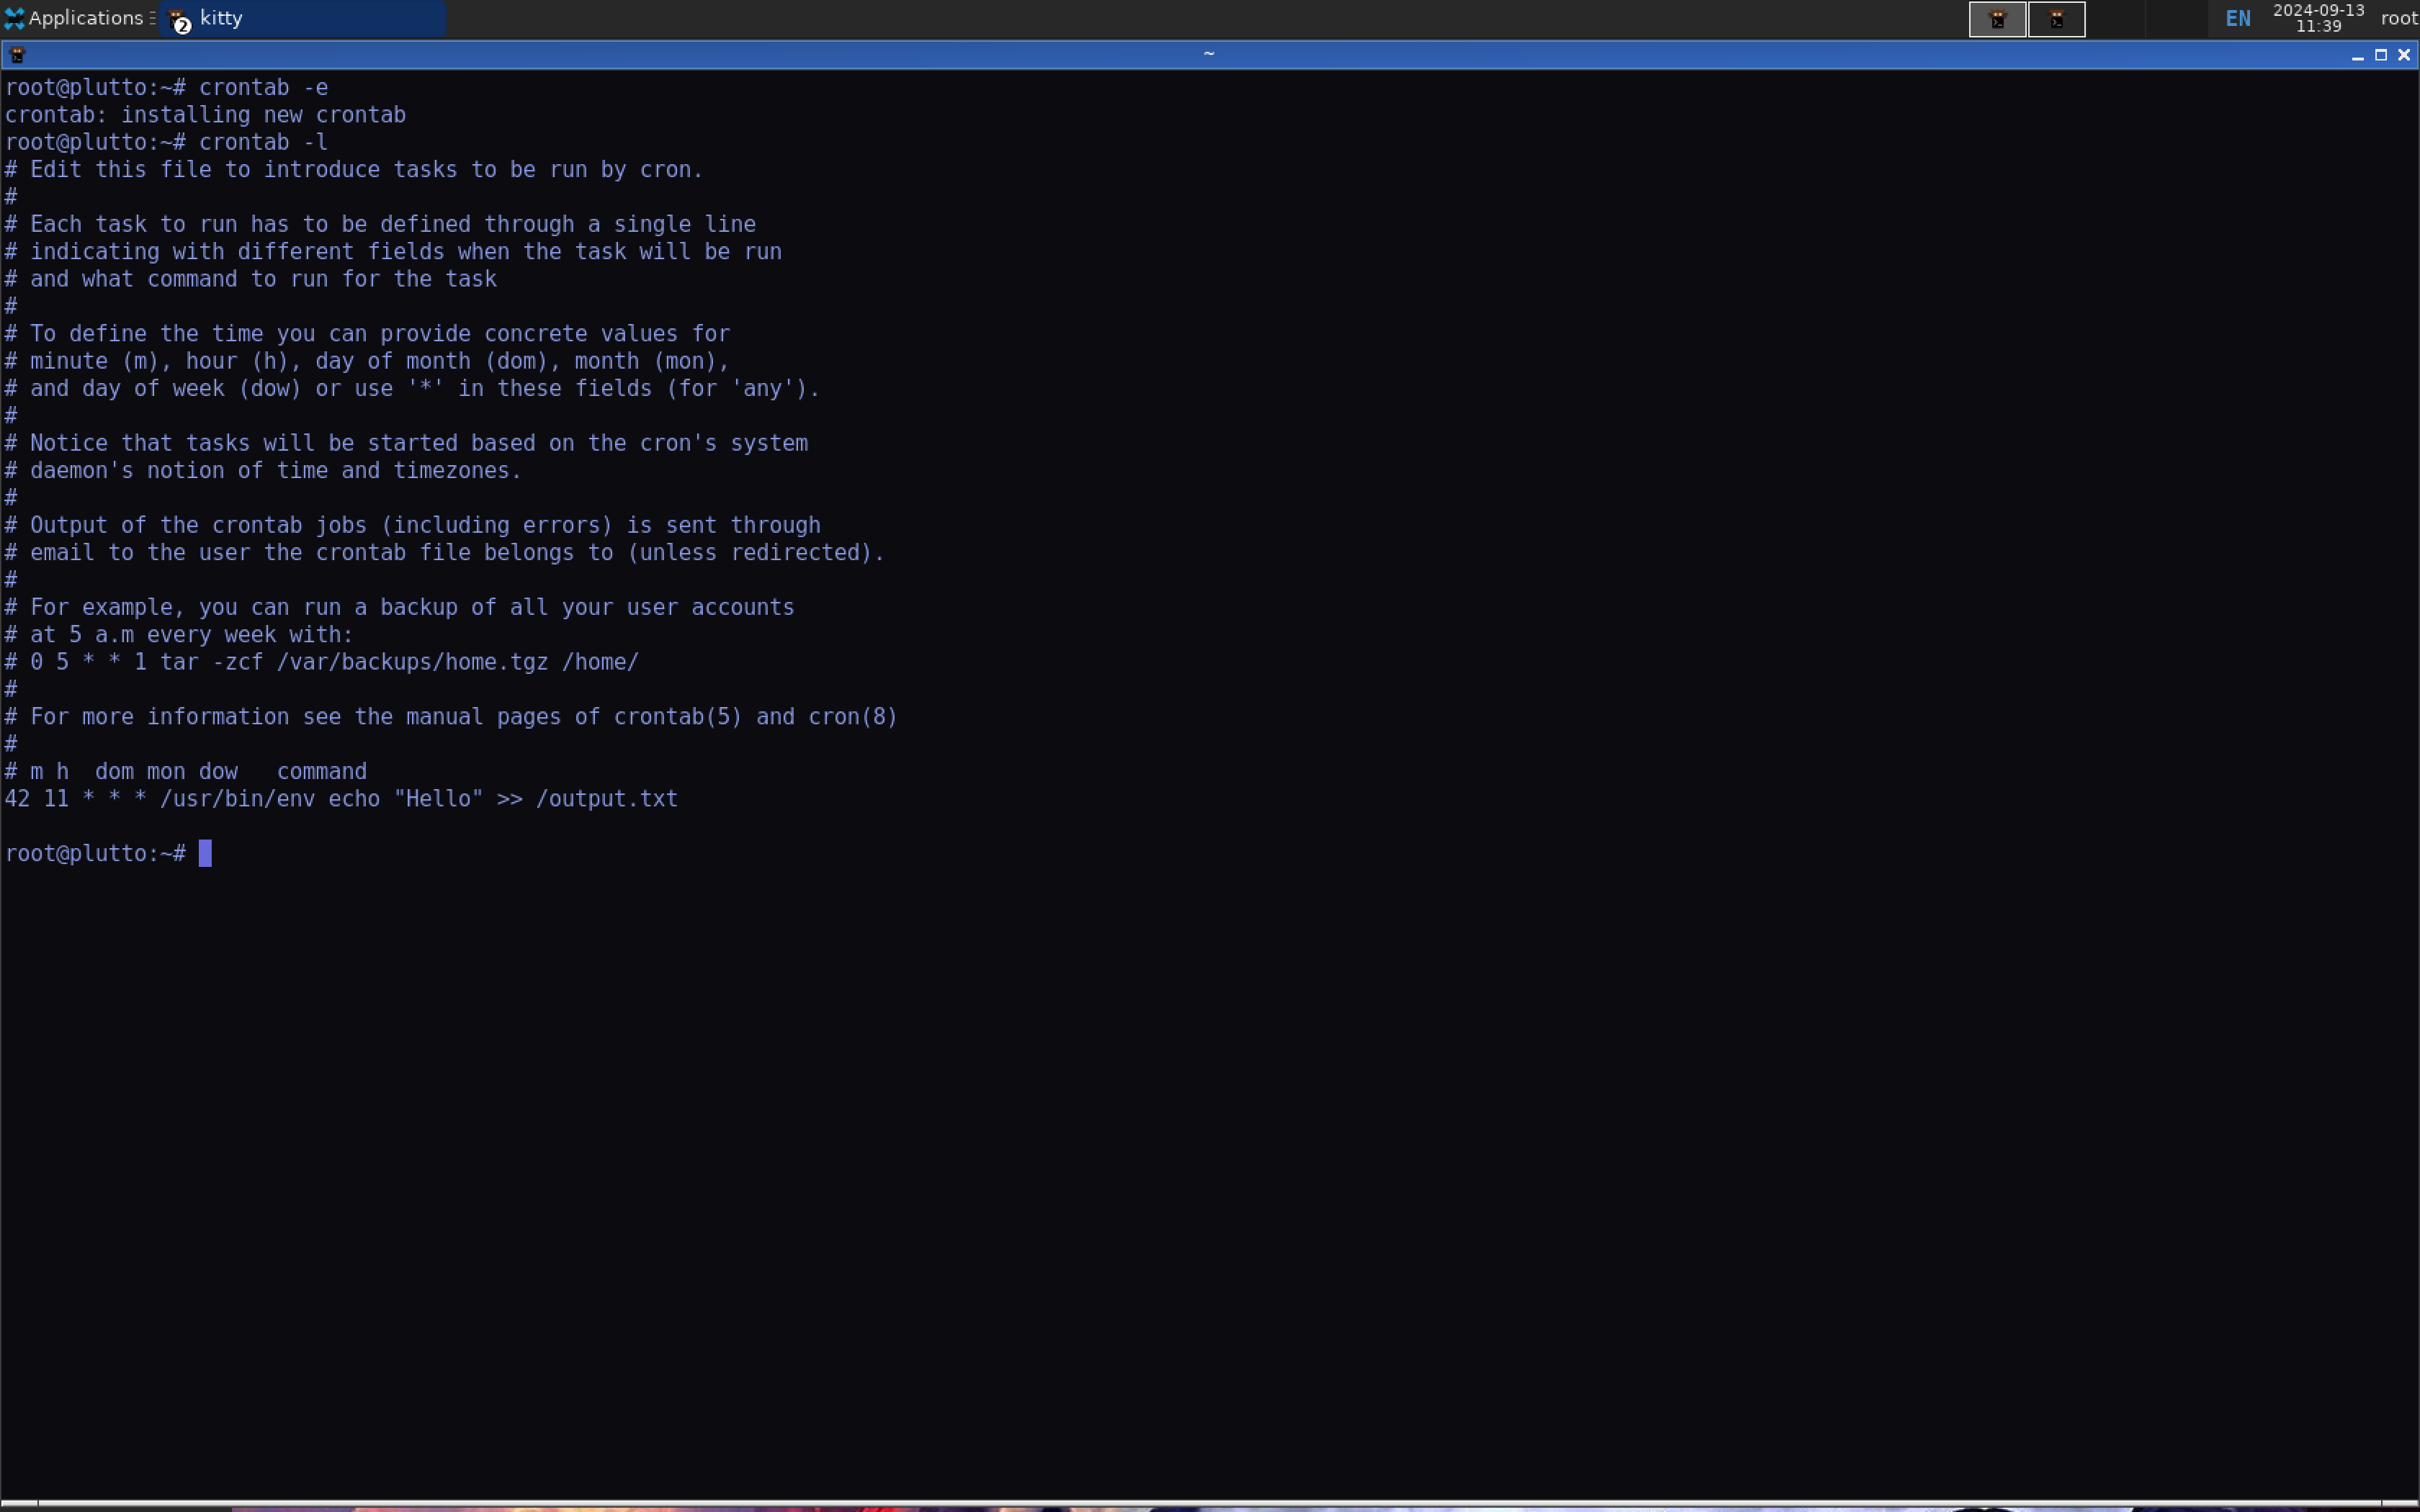 Applications
2
kitty
EN
2024-09-13
11:39
root
~
root@plutto:~# crontab -e
crontab: installing new crontab
root@plutto:~# crontab -l
# Edit this file to introduce tasks to be run by cron.
#
# Each task to run has to be defined through a single line
# indicating with different fields when the task will be run
# and what command to run for the task
#
# To define the time you can provide concrete values for
# minute (m), hour (h), day of month (dom), month (mon),
# and day of week (dow) or use '*' in these fields (for 'any').
#
# Notice that tasks will be started based on the cron's system
# daemon's notion of time and timezones.
#
# Output of the crontab jobs (including errors) is sent through
# email to the user the crontab file belongs to (unless redirected).
#
# For example, you can run a backup of all your user accounts
# at 5 a.m every week with:
# 0 5 * * 1 tar -zcf /var/backups/home.tgz /home/
#
# For more information see the manual pages of crontab(5) and cron(8)
#
# m h  dom mon dow   command
42 11 * * * /usr/bin/env echo "Hello" >> /output.txt
root@plutto:~#